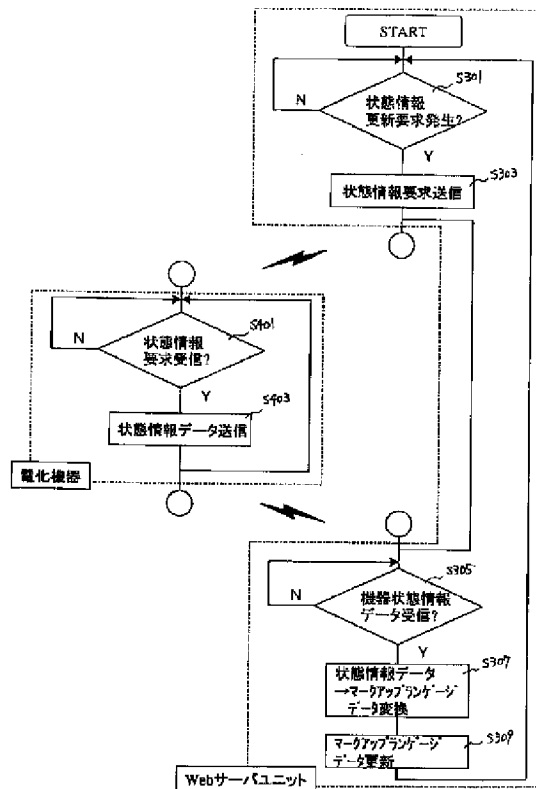 START
S301
状態情報
更新要求発生?
N
Y
S303
状態情報要求送信
S401
状態情報
要求受信?
N
Y
S403
状態情報データ送信
電化機器
S305
機器状態情報
データ受信?
N
Y
S307
状態情報データ
→マークアップランゲージ
データ変換
S309
マークアップランゲージ
データ更新
Webサーバユニット